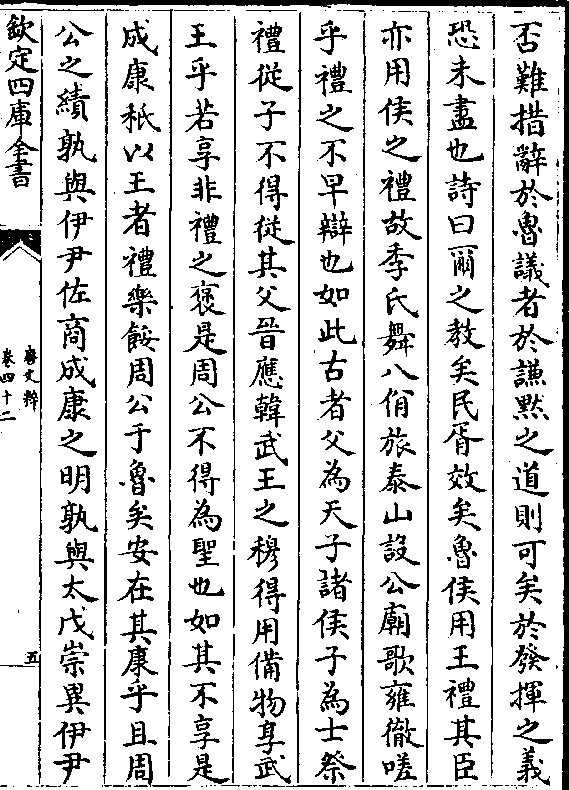 否難措辭於魯議者於謙黙之道則可矣於發揮之義
恐未盡也詩曰爾之教矣民胥效矣魯侯用王禮其臣
亦用侯之禮故季氏舞八佾旅泰山設公廟歌雍徹嗟
乎禮之不早辯也如此古者父為天子諸侯子為士祭
禮從子不得從其父晉應韓武王之穆得用備物享武
王乎若享非禮之褒是周公不得為聖也如其不享是
成康秖以王者禮樂餒周公于魯矣安在其康乎且周
公之績孰與伊尹佐商成康之明孰與太戊崇異伊尹
欽定四庫全書
唐文粹
卷四十二
五